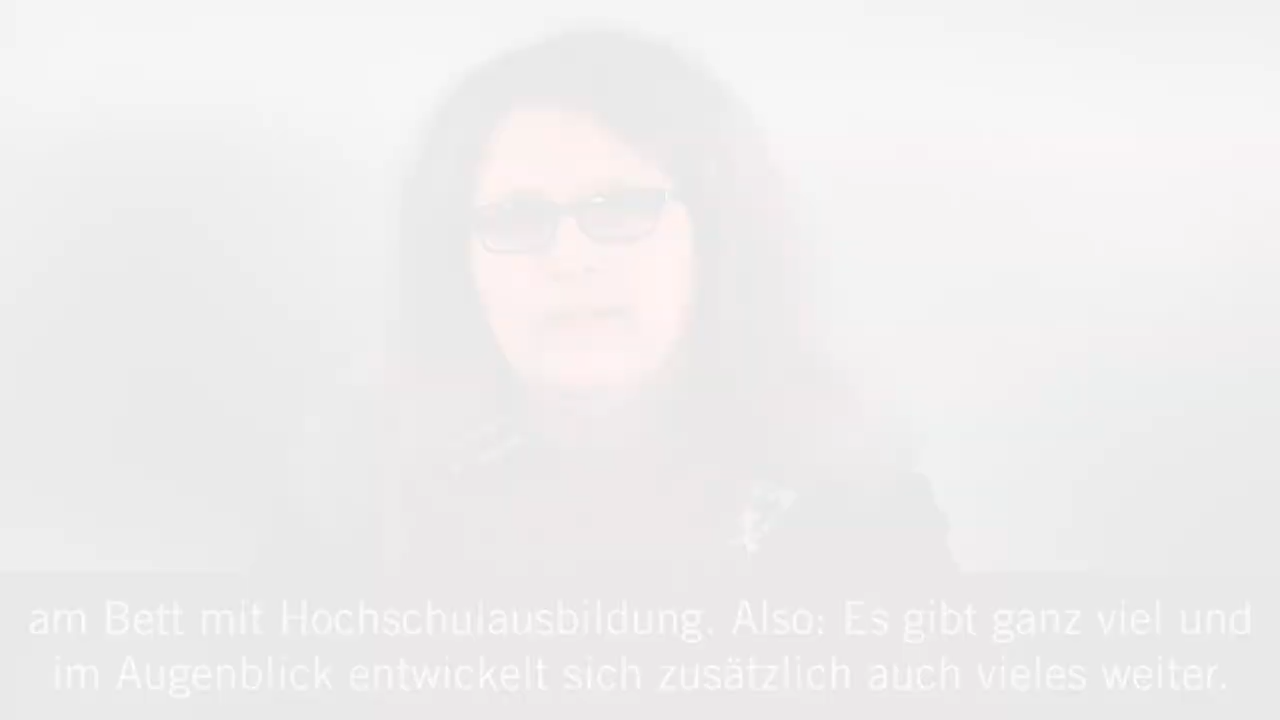 am Bett mit Hochschulausbildung. Also: Es gibt ganz viel und
im Augenblick entwickelt sich zusätzlich auch vieles weiter.